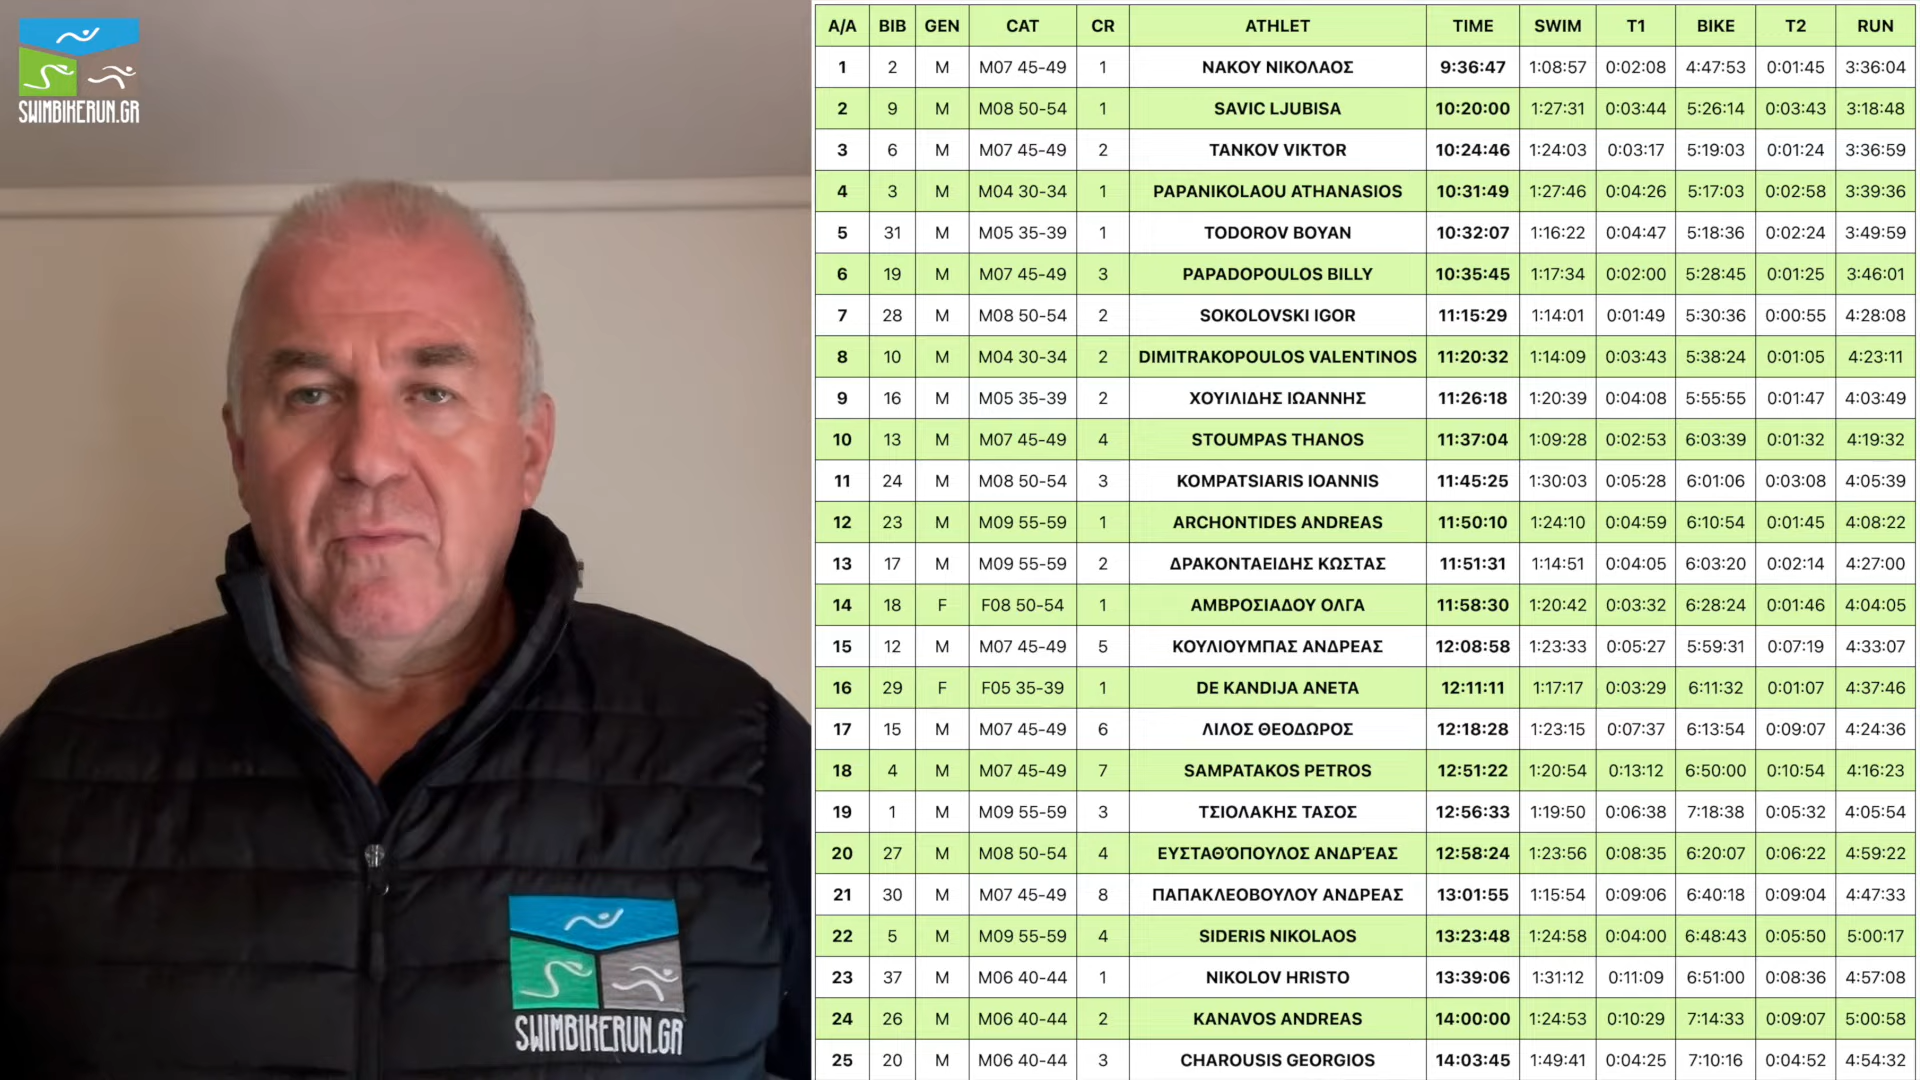 SWIMBIKERUN.GR
SWIMBIKERUN.GR
A/A BIB GEN CAT CR ATHLET TIME SWIM T1 BIKE T2 RUN
1 2 M M07 45-49 1 ΝΑΚΟΥ ΝΙΚΟΛΑΟΣ 9:36:47 1:08:57 0:02:08 4:47:53 0:01:45 3:36:04
2 9 M M08 50-54 1 SAVIC LJUBISA 10:20:00 1:27:31 0:03:44 5:26:14 0:03:43 3:18:48
3 6 M M07 45-49 2 TANKOV VIKTOR 10:24:46 1:24:03 0:03:17 5:19:03 0:01:24 3:36:59
4 3 M M04 30-34 1 PAPANIKOLAOU ATHANASIOS 10:31:49 1:27:46 0:04:26 5:17:03 0:02:58 3:39:36
5 31 M M05 35-39 1 TODOROV BOYAN 10:32:07 1:16:22 0:04:47 5:18:36 0:02:24 3:49:59
6 19 M M07 45-49 3 PAPADOPOULOS BILLY 10:35:45 1:17:34 0:02:00 5:28:45 0:01:25 3:46:01
7 28 M M08 50-54 2 SOKOLOVSKI IGOR 11:15:29 1:14:01 0:01:49 5:30:36 0:00:55 4:28:08
8 10 M M04 30-34 2 DIMITRAKOPOULOS VALENTINOS 11:20:32 1:14:09 0:03:43 5:38:24 0:01:05 4:23:11
9 16 M M05 35-39 2 ΧΟΥΙΛΙΔΗΣ ΙΩΑΝΝΗΣ 11:26:18 1:20:39 0:04:08 5:55:55 0:01:47 4:03:49
10 13 M M07 45-49 4 STOUMPAS THANOS 11:37:04 1:09:28 0:02:53 6:03:39 0:01:32 4:19:32
11 24 M M08 50-54 3 KOMPATSIARIS IOANNIS 11:45:25 1:30:03 0:05:28 6:01:06 0:03:08 4:05:39
12 23 M M09 55-59 1 ARCHONTIDES ANDREAS 11:50:10 1:24:10 0:04:59 6:10:54 0:01:45 4:08:22
13 17 M M09 55-59 2 ΔΡΑΚΟΝΤΑΕΙΔΗΣ ΚΩΣΤΑΣ 11:51:31 1:14:51 0:04:05 6:03:20 0:02:14 4:27:00
14 18 F F08 50-54 1 ΑΜΒΡΟΣΙΑΔΟΥ ΟΛΓΑ 11:58:30 1:20:42 0:03:32 6:28:24 0:01:46 4:04:05
15 12 M M07 45-49 5 ΚΟΥΛΙΟΥΜΠΑΣ ΑΝΔΡΕΑΣ 12:08:58 1:23:33 0:05:27 5:59:31 0:07:19 4:33:07
16 29 F F05 35-39 1 DE KANDIJA ANETA 12:11:11 1:17:17 0:03:29 6:11:32 0:01:07 4:37:46
17 15 M M07 45-49 6 ΛΙΛΟΣ ΘΕΟΔΩΡΟΣ 12:18:28 1:23:15 0:07:37 6:13:54 0:09:07 4:24:36
18 4 M M07 45-49 7 SAMPATAKOS PETROS 12:51:22 1:20:54 0:13:12 6:50:00 0:10:54 4:16:23
19 1 M M09 55-59 3 ΤΣΙΟΛΑΚΗΣ ΤΑΣΟΣ 12:56:33 1:19:50 0:06:38 7:18:38 0:05:32 4:05:54
20 27 M M08 50-54 4 ΕΥΣΤΑΘΌΠΟΥΛΟΣ ΑΝΔΡΈΑΣ 12:58:24 1:23:56 0:08:35 6:20:07 0:06:22 4:59:22
21 30 M M07 45-49 8 ΠΑΠΑΚΛΕΟΒΟΥΛΟΥ ΑΝΔΡΕΑΣ 13:01:55 1:15:54 0:09:06 6:40:18 0:09:04 4:47:33
22 5 M M09 55-59 4 SIDERIS NIKOLAOS 13:23:48 1:24:58 0:04:00 6:48:43 0:05:50 5:00:17
23 37 M M06 40-44 1 NIKOLOV HRISTO 13:39:06 1:31:12 0:11:09 6:51:00 0:08:36 4:57:08
24 26 M M06 40-44 2 KANAVOS ANDREAS 14:00:00 1:24:53 0:10:29 7:14:33 0:09:07 5:00:58
25 20 M M06 40-44 3 CHAROUSIS GEORGIOS 14:03:45 1:49:41 0:04:25 7:10:16 0:04:52 4:54:32